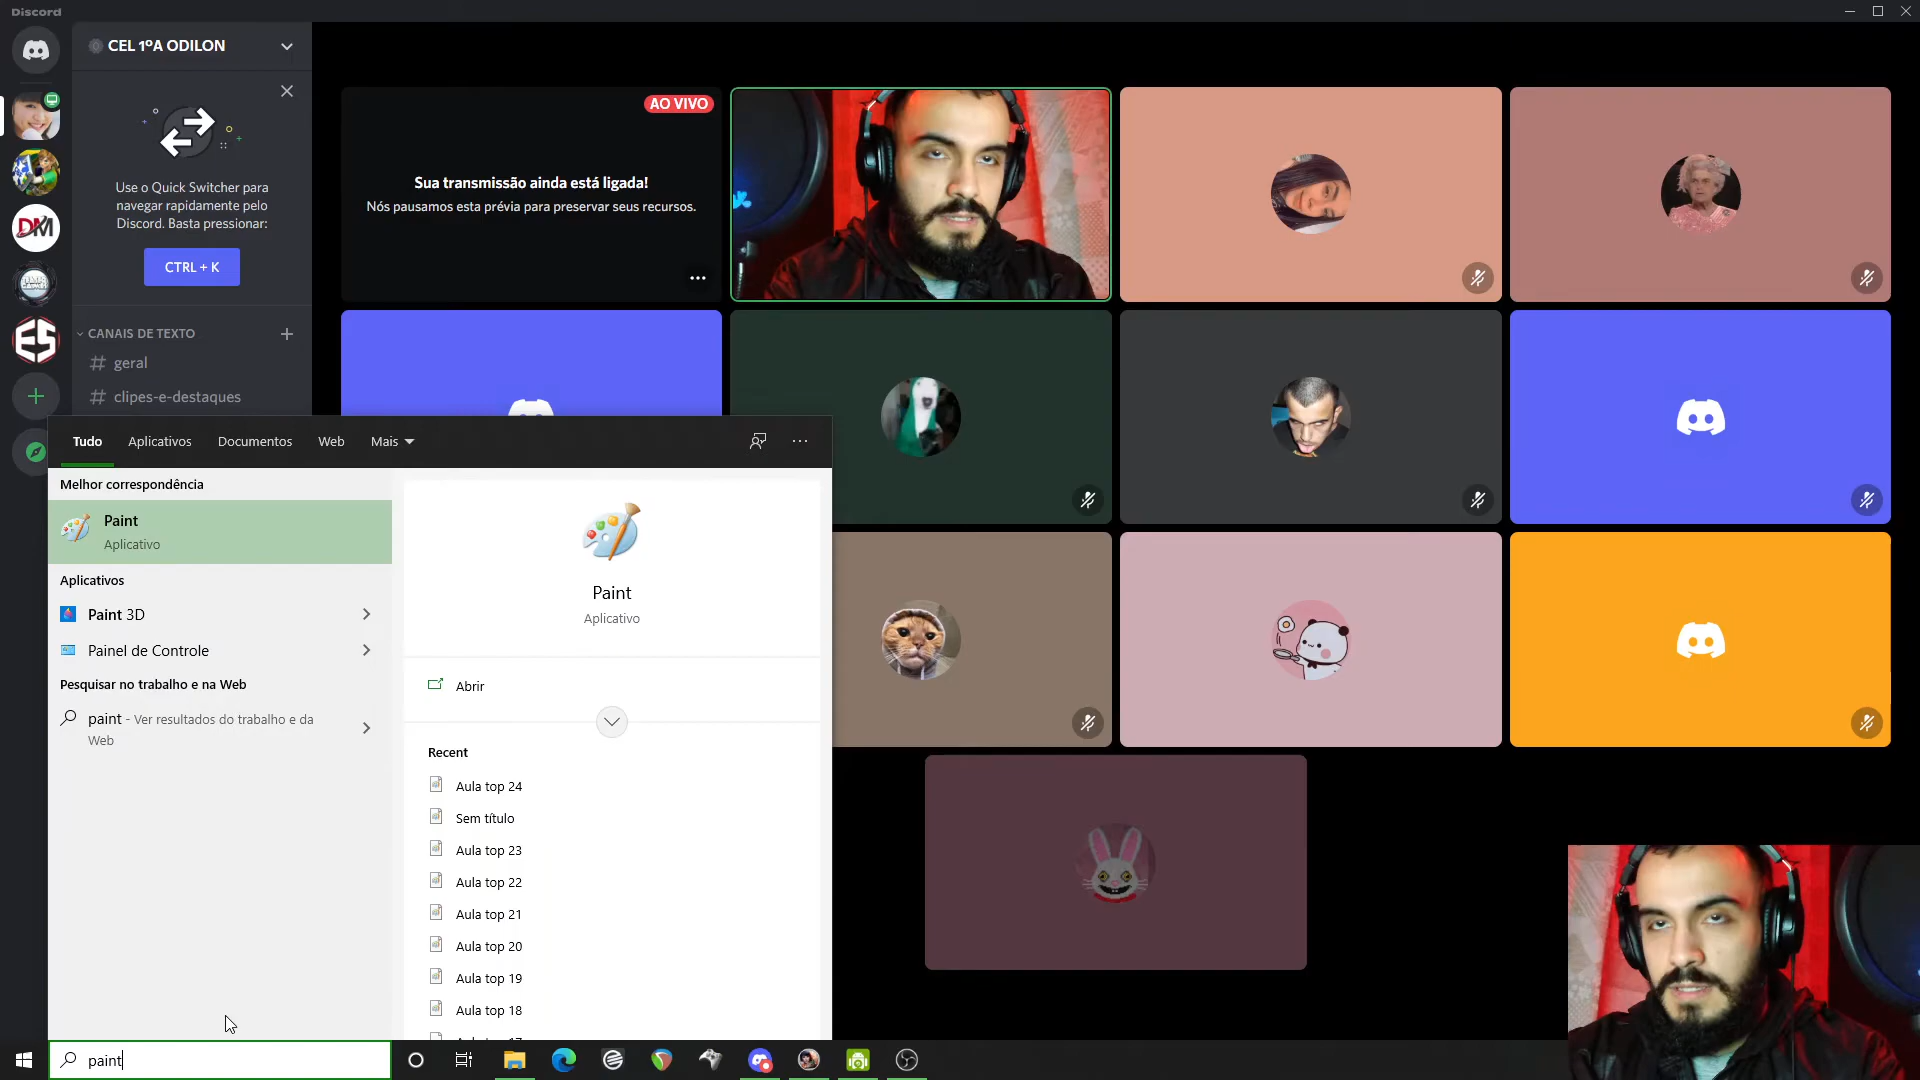 Discord
CEL 1ºA ODILON
Use o Quick Switcher para
navegar rapidamente pelo
Discord. Basta pressionar:
CTRL + K
CANAIS DE TEXTO
# geral
# clipes-e-destaques
DM
ES
AO VIVO
Sua transmissão ainda está ligada!
Nós pausamos esta prévia para preservar seus recursos.
Tudo Aplicativos Documentos Web Mais
Melhor correspondência
Paint
Aplicativo
Aplicativos
Paint 3D
Painel de Controle
Pesquisar no trabalho e na Web
paint - Ver resultados do trabalho e da
Web
Paint
Aplicativo
Abrir
Recent
Aula top 24
Sem título
Aula top 23
Aula top 22
Aula top 21
Aula top 20
Aula top 19
Aula top 18
paint